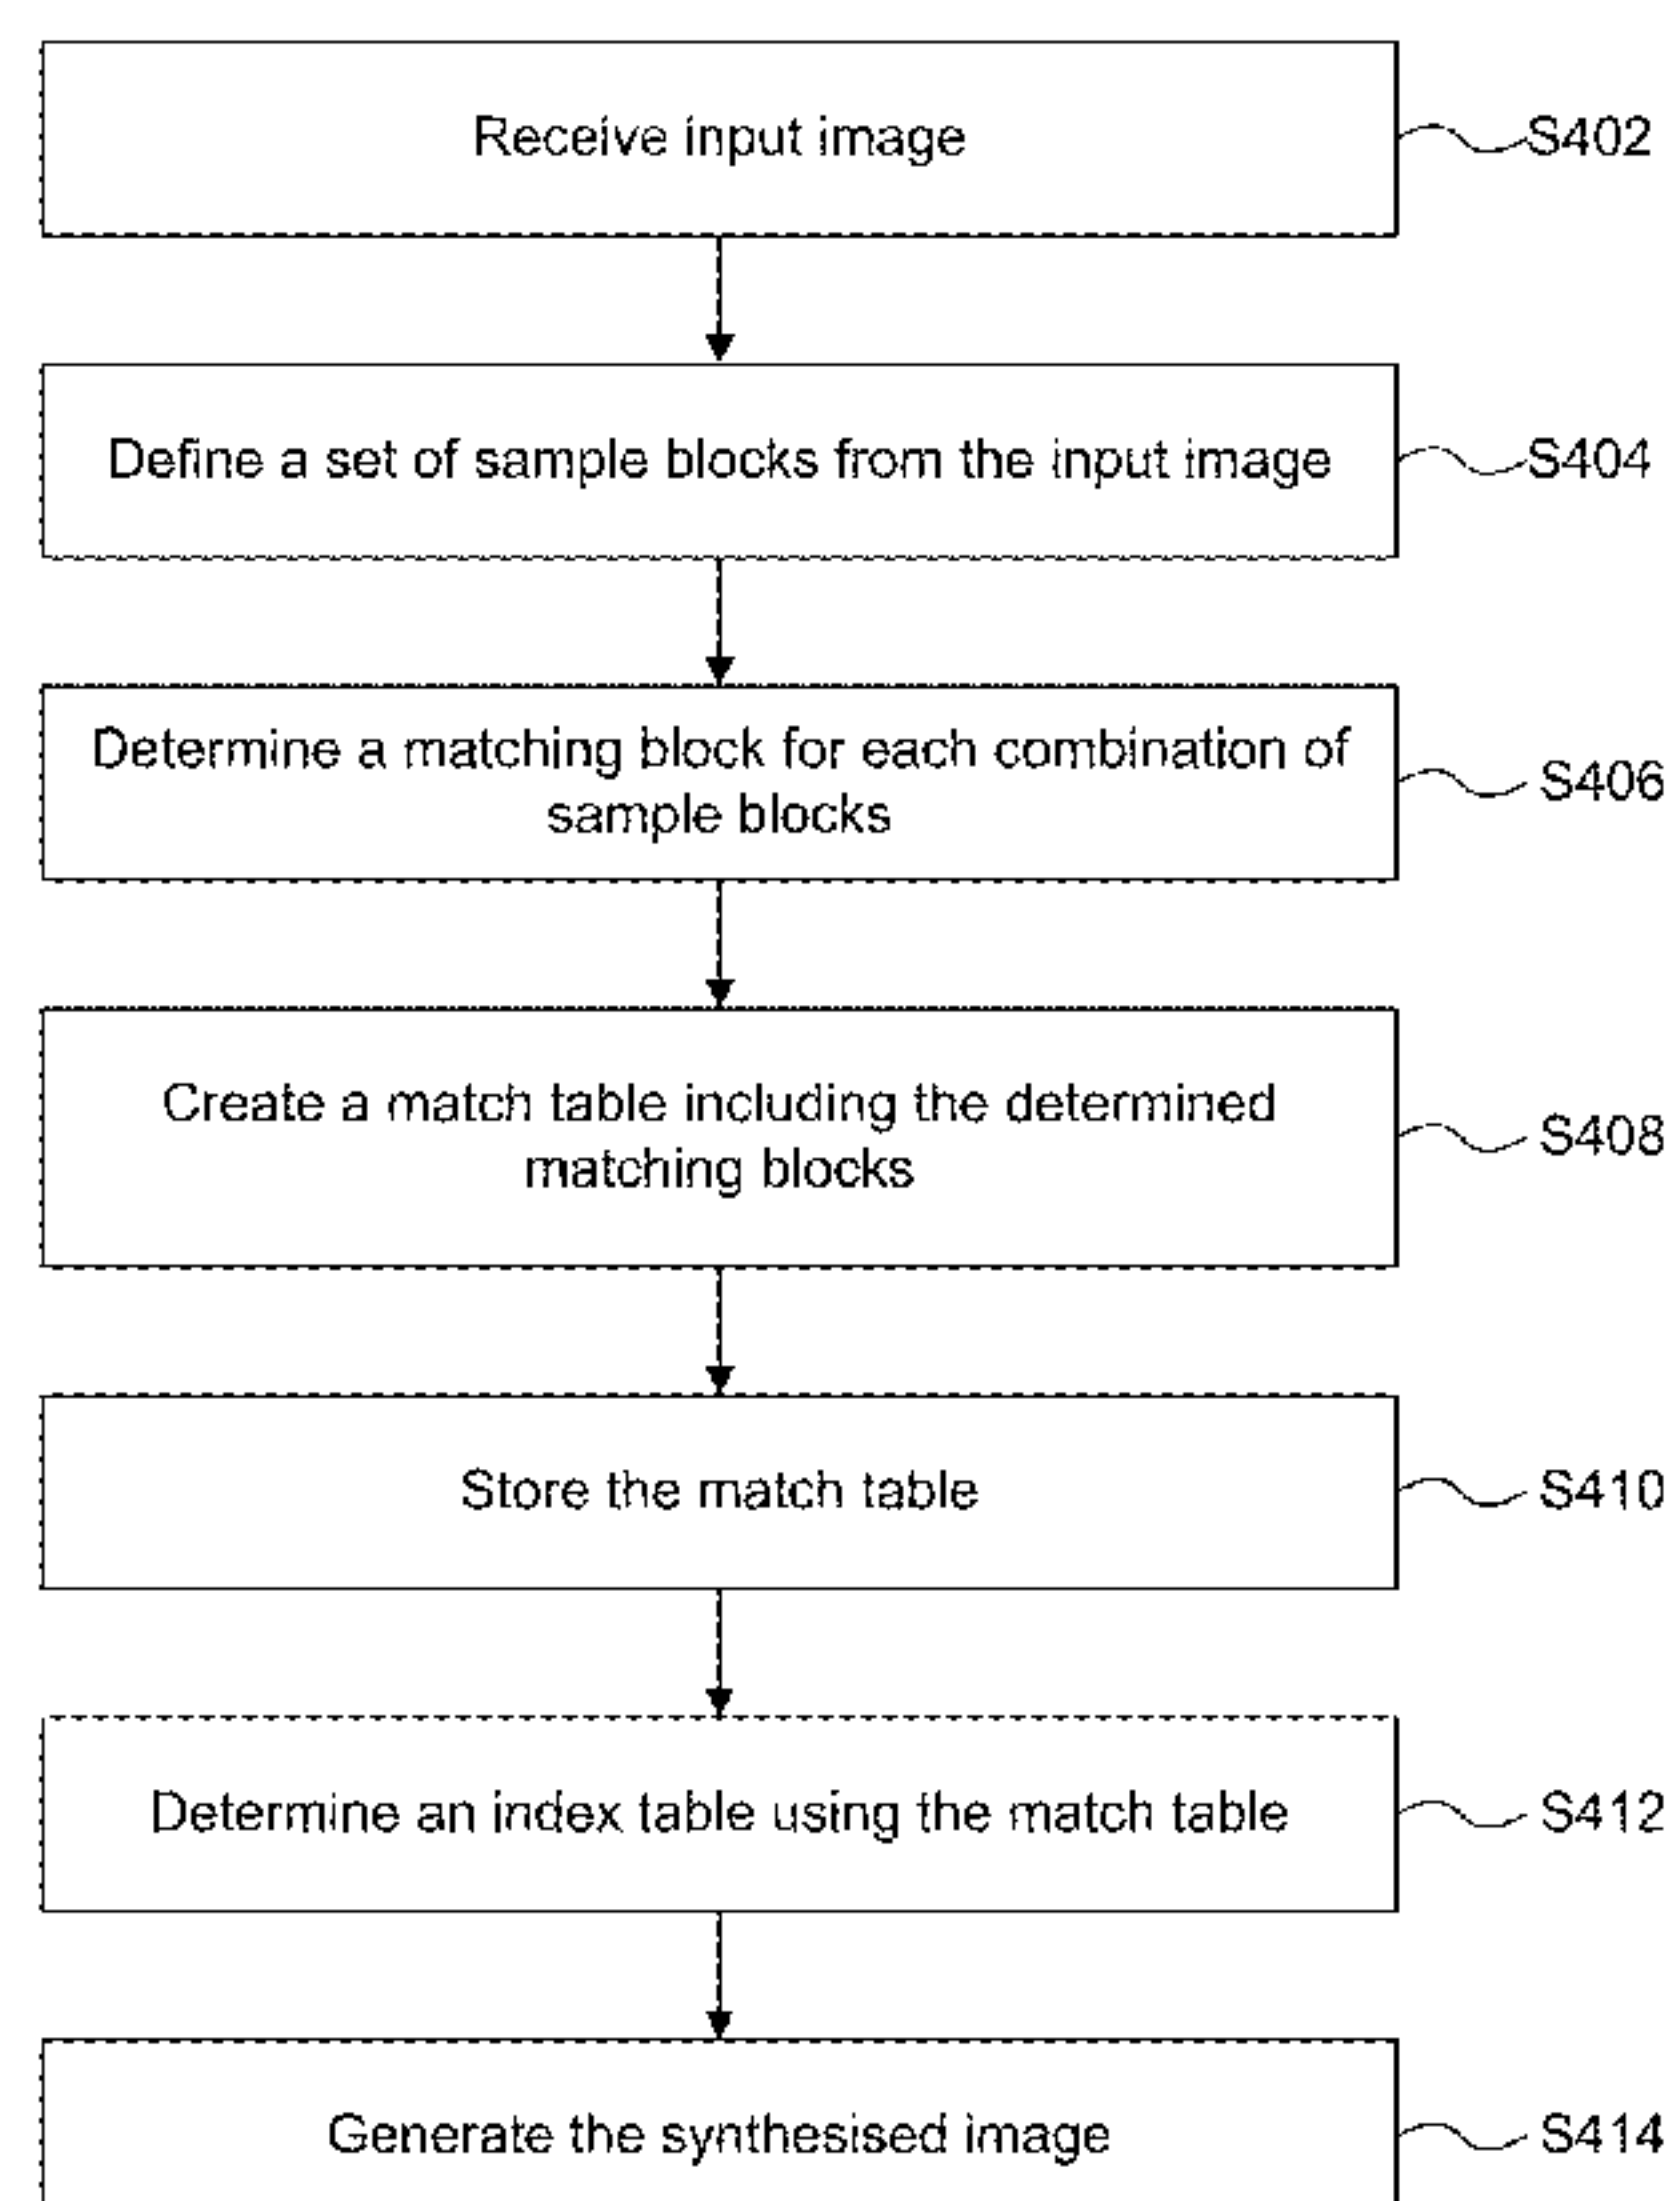 Receive input image
S402
Define a set of sample blocks from the input image
S404
Determine a matching block for each combination of
sample blocks
S406
Create a match table including the determined
matching blocks
S408
Store the match table
S410
Determine an index table using the match table
S412
Generate the synthesised image
S414